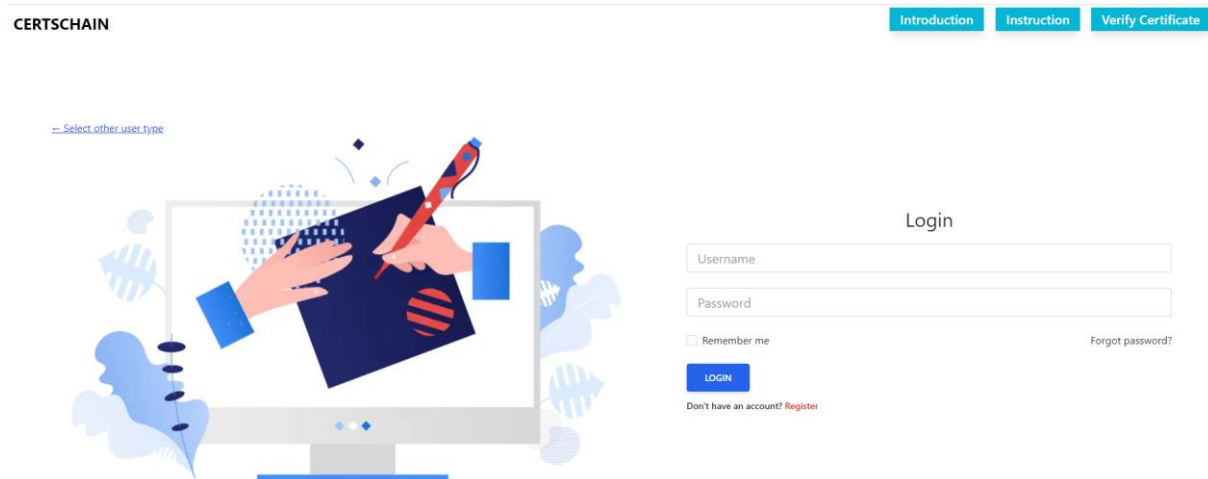 CERTSCHAIN
Introduction
Instruction
Verify Certificate
← Select other user type
Login
Username
Password
Remember me
Forgot password?
LOGIN
Don't have an account? Register